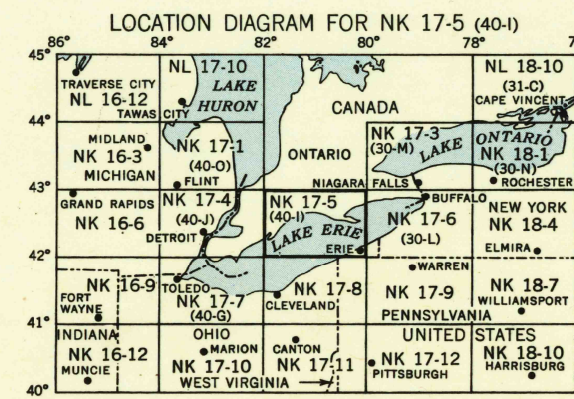 LOCATION DIAGRAM FOR NK 17-5 (40-I)
86° 84° 82° 80° 78°
45°
TRAVERSE CITY
NL 16-12
NL 17-10
TAWAS CITY
LAKE
HURON
CANADA
NL 18-10
(31-C)
CAPE VINCENT
44°
MIDLAND
NK 16-3
MICHIGAN
NK 17-1
(40-O)
FLINT
ONTARIO
NK 17-3
(30-M)
LAKE ONTARIO
NK 18-1
(30-N)
NIAGARA FALLS
ROCHESTER
43°
GRAND RAPIDS
NK 16-6
NK 17-4
(40-J)
DETROIT
NK 17-5
(40-I)
LAKE ERIE
ERIE
BUFFALO
NK 17-6
(30-L)
NEW YORK
NK 18-4
ELMIRA
42°
NK 16-9
FORT
WAYNE
TOLEDO
NK 17-7
(40-G)
NK 17-8
CLEVELAND
WARREN
NK 17-9
PENNSYLVANIA
NK 18-7
WILLIAMSPORT
41°
INDIANA
NK 16-12
MUNCIE
OHIO
MARION
NK 17-10
CANTON
NK 17-11
WEST VIRGINIA
UNITED STATES
NK 17-12
PITTSBURGH
NK 18-10
HARRISBURG
40°